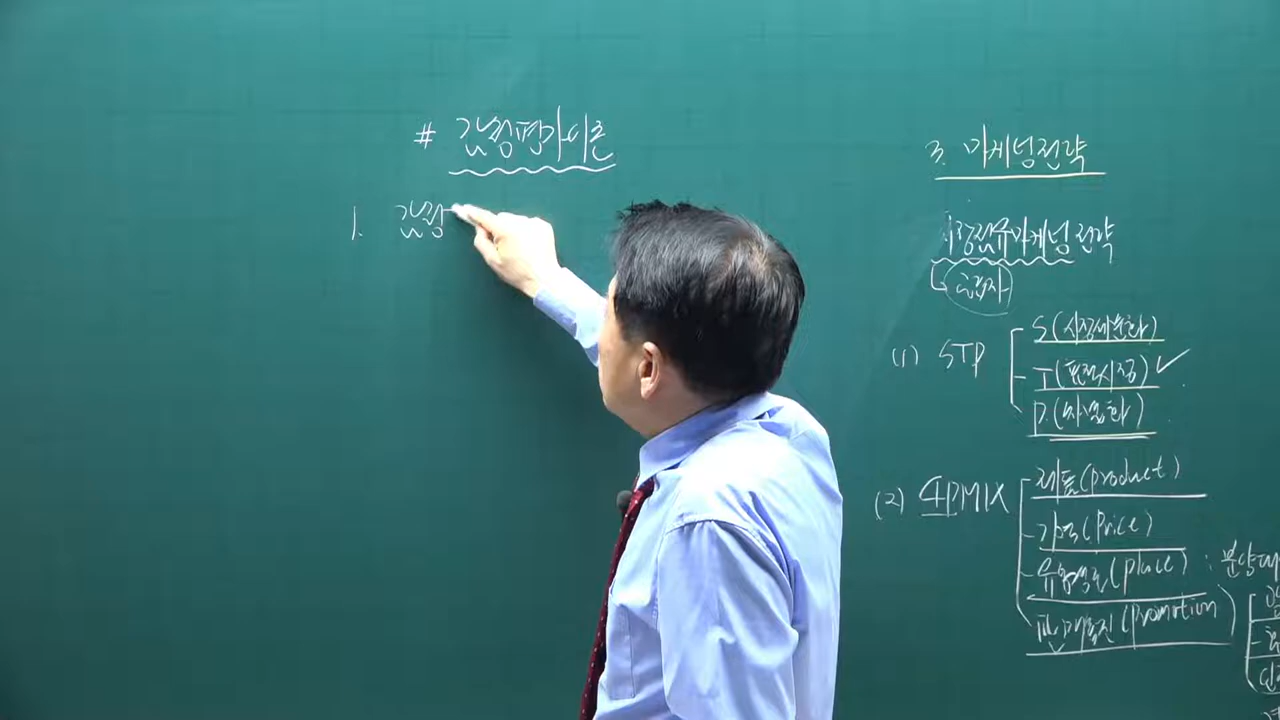 # 감정평가이론
1. 감정
3. 마케팅전략
시장점유마케팅전략
공급자
(1) STP
S(시장세분화)
T(표적시장) ✓
P.(차별화)
(2) 4PMIX
제품(product)
가격(Price)
유통경로(place) : 분양대
판매촉진(promotion)